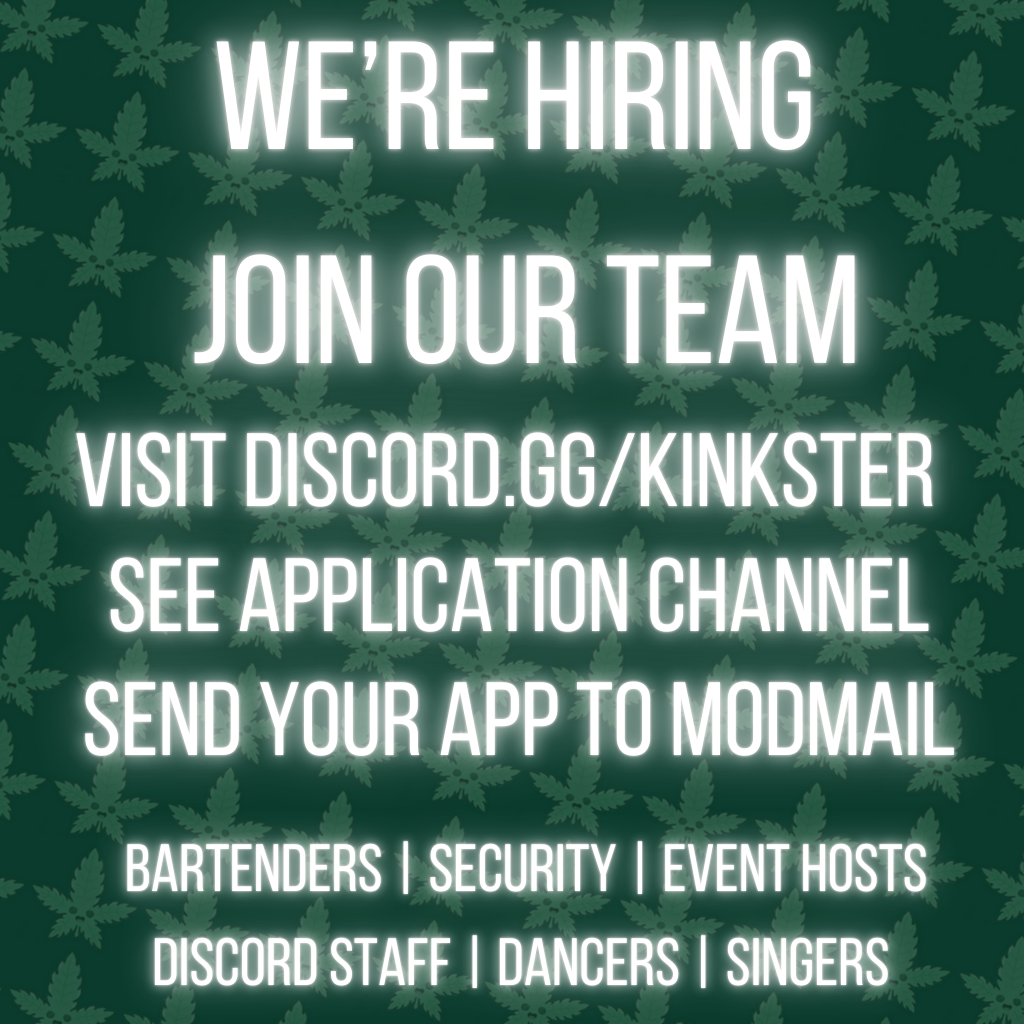 WE’RE HIRING
JOIN OUR TEAM
VISIT DISCORD.GG/KINKSTER
SEE APPLICATION CHANNEL
SEND YOUR APP TO MODMAIL
BARTENDERS | SECURITY | EVENT HOSTS
DISCORD STAFF | DANCERS | SINGERS